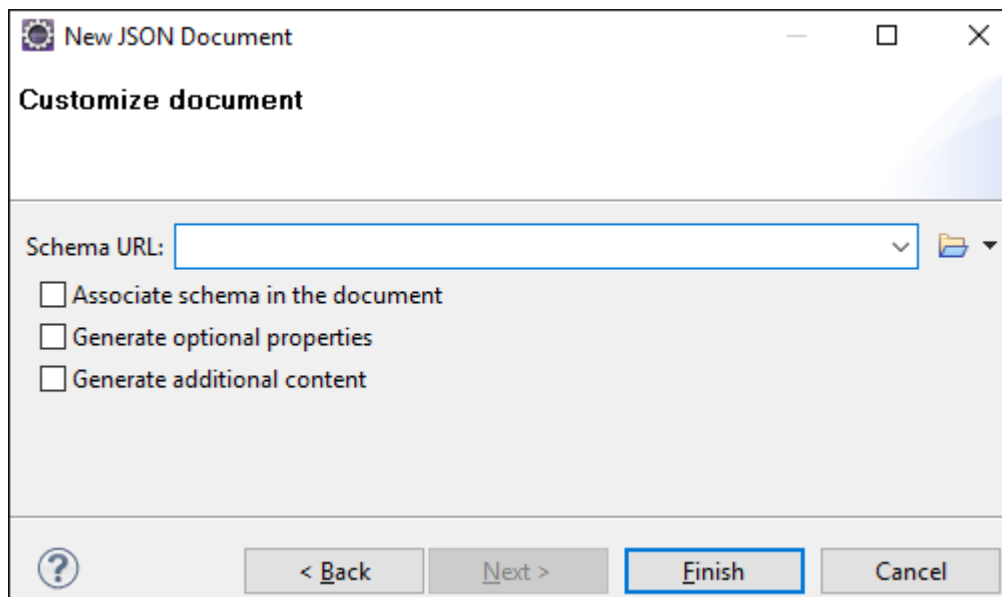 New JSON Document
Customize document
Schema URL:
Associate schema in the document
Generate optional properties
Generate additional content
? < Back Next > Finish Cancel